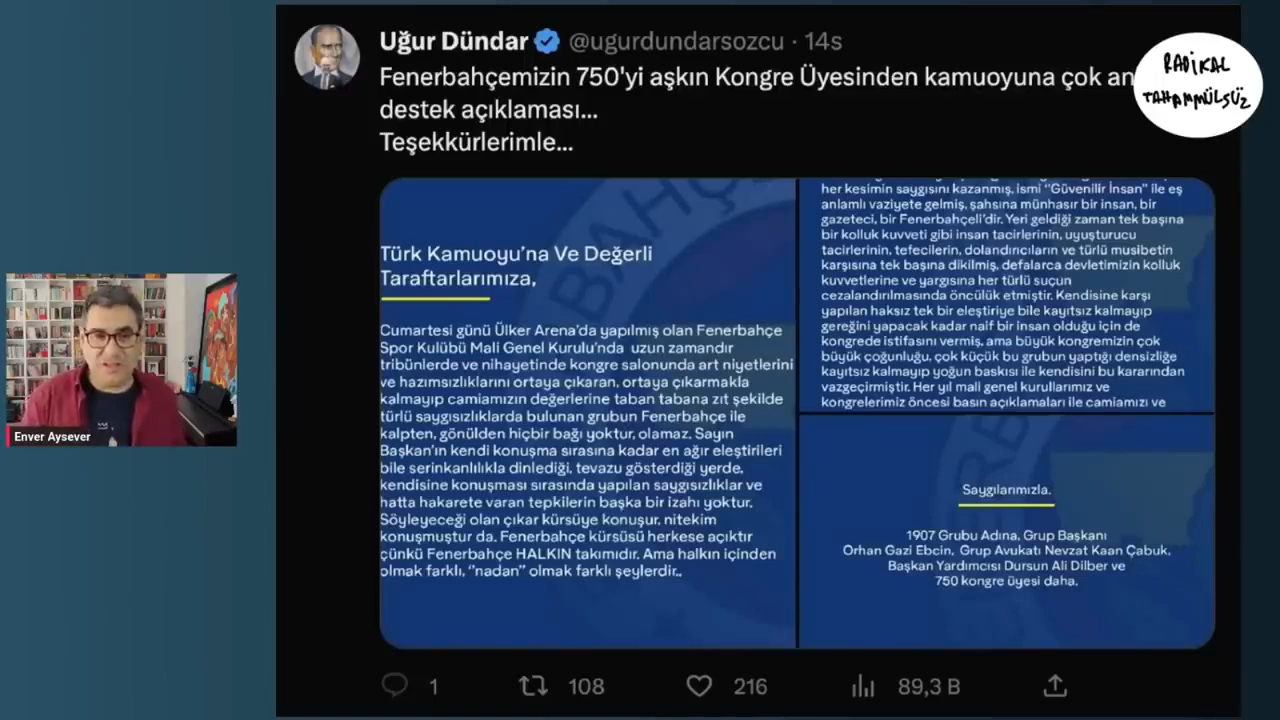 Uğur Dündar @ugurdundarsozcu · 14s
Fenerbahçemizin 750'yi aşkın Kongre Üyesinden kamuoyuna çok an
destek açıklaması...
Teşekkürlerimle...
RADİKAL
TAHAMMÜLSÜZ
BAHÇE
Türk Kamuoyu'na Ve Değerli
Taraftarlarımıza,
Cumartesi günü Ülker Arena'da yapılmış olan Fenerbahçe
Spor Kulübü Mali Genel Kurulu'nda uzun zamandır
tribünlerde ve nihayetinde kongre salonunda art niyetlerini
ve hazımsızlıklarını ortaya çıkaran, ortaya çıkarmakla
kalmayıp camiamızın değerlerine taban tabana zıt şekilde
türlü saygısızlıklarda bulunan grubun Fenerbahçe ile
kalpten, gönülden hiçbir bağı yoktur, olamaz. Sayın
Başkan'ın kendi konuşma sırasına kadar en ağır eleştirileri
bile serinkanlılıkla dinlediği, tevazu gösterdiği yerde,
kendisine konuşması sırasında yapılan saygısızlıklar ve
hatta hakarete varan tepkilerin başka bir izahı yoktur.
Söyleyeceği olan çıkar kürsüye konuşur, nitekim
konuşmuştur da. Fenerbahçe kürsüsü herkese açıktır
çünkü Fenerbahçe HALKIN takımıdır. Ama halkın içinden
olmak farklı, ''nadan'' olmak farklı şeylerdir..
her kesimin saygısını kazanmış, ismi ''Güvenilir İnsan'' ile eş
anlamlı vaziyete gelmiş, şahsına münhasır bir insan, bir
gazeteci, bir Fenerbahçeli'dir. Yeri geldiği zaman tek başına
bir kolluk kuvveti gibi insan tacirlerinin, uyuşturucu
tacirlerinin, tefecilerin, dolandırıcıların ve türlü musibetin
karşısına tek başına dikilmiş, defalarca devletimizin kolluk
kuvvetlerine ve yargısına her türlü suçun
cezalandırılmasında öncülük etmiştir. Kendisine karşı
yapılan haksız tek bir eleştiriye bile kayıtsız kalmayıp
gereğini yapacak kadar naif bir insan olduğu için de
kongrede istifasını vermiş, ama büyük kongremizin çok
büyük çoğunluğu, çok küçük bu grubun yaptığı densizliğe
kayıtsız kalmayıp yoğun baskısı ile kendisini bu kararından
vazgeçirmiştir. Her yıl mali genel kurullarımız ve
kongrelerimiz öncesi basın açıklamaları ile camiamızı ve
Saygılarımızla,
1907 Grubu Adına, Grup Başkanı
Orhan Gazi Ebcin, Grup Avukatı Nevzat Kaan Çabuk,
Başkan Yardımcısı Dursun Ali Dilber ve
750 kongre üyesi daha.
1 108 216 89,3 B
Enver Aysever